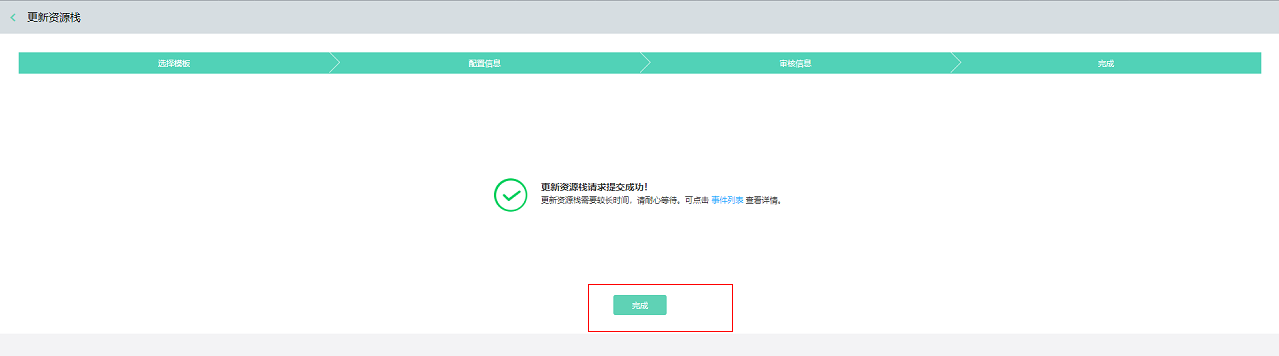 更新资源栈
选择模板
配置信息
审核信息
完成
更新资源栈请求提交成功！
更新资源栈需要较长时间，请耐心等待。可点击 事件列表 查看详情。
完成